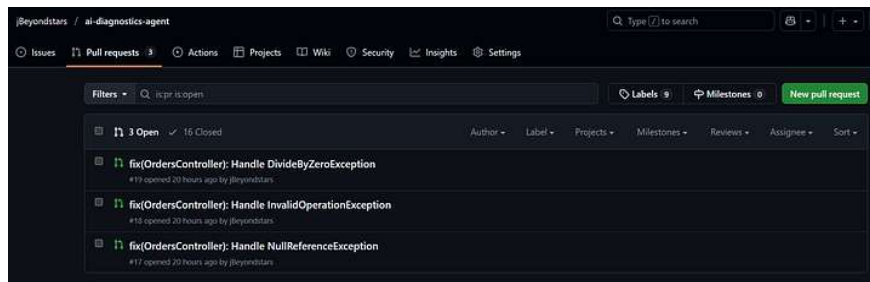 jBeyondstars / ai-diagnostics-agent
Type / to search
Issues Pull requests 3 Actions Projects Wiki Security Insights Settings
Filters is:pr is:open Labels 9 Milestones 0 New pull request
3 Open 16 Closed Author Label Projects Milestones Reviews Assignee Sort
fix(OrdersController): Handle DivideByZeroException
#19 opened 20 hours ago by jBeyondstars
fix(OrdersController): Handle InvalidOperationException
#18 opened 20 hours ago by jBeyondstars
fix(OrdersController): Handle NullReferenceException
#17 opened 20 hours ago by jBeyondstars